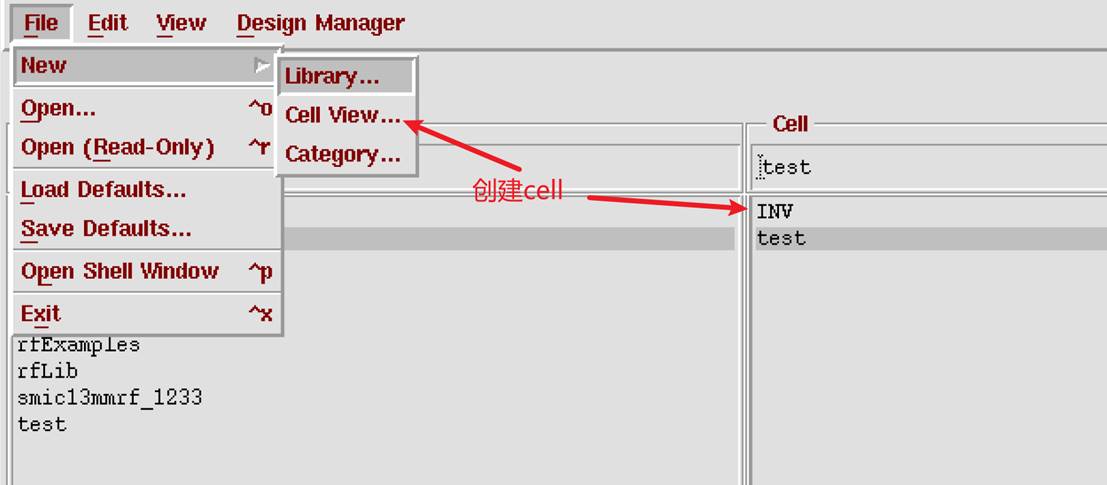 File Edit View Design Manager
New
Library...
Cell View...
Category...
Open... ^o
Open (Read-Only) ^r
Load Defaults...
Save Defaults...
Open Shell Window ^p
Exit ^x
rfExamples
rfLib
smic13mmrf_1233
test
创建cell
Cell
test
INV
test